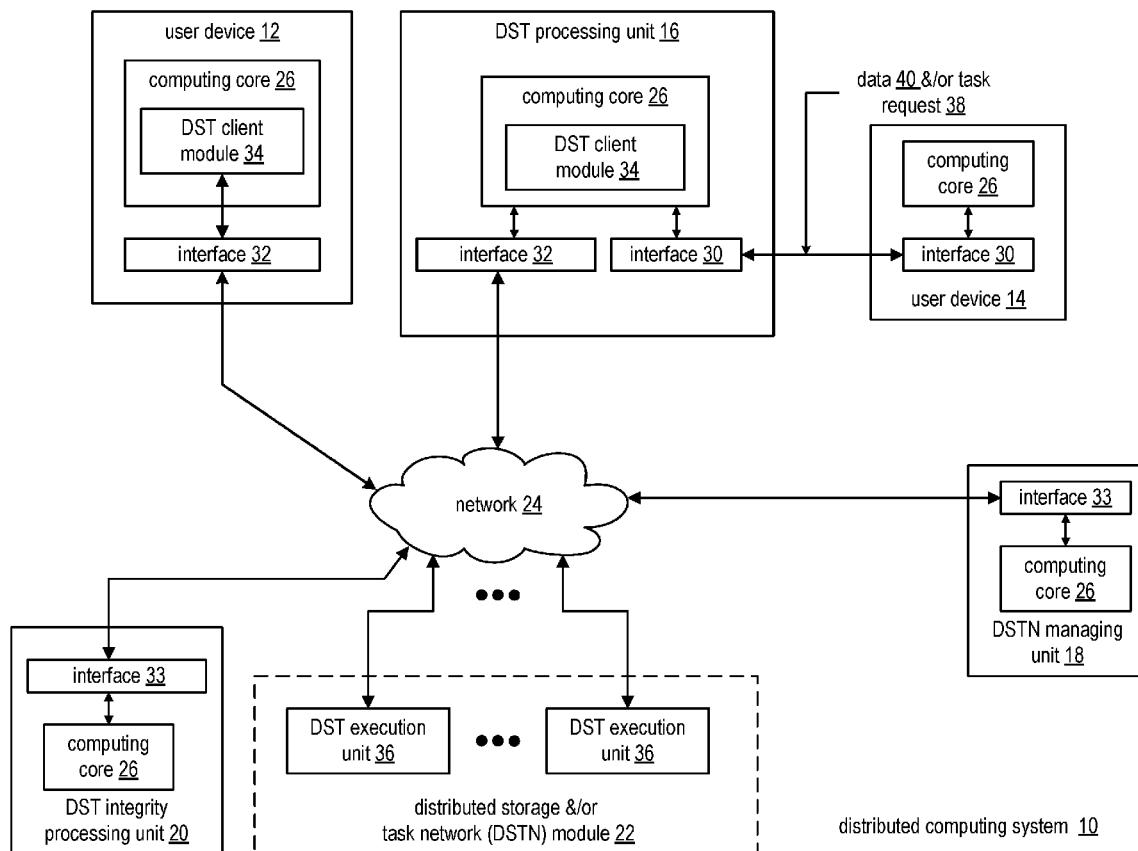 user device 12
computing core 26
DST client
module 34
interface 32
DST processing unit 16
computing core 26
DST client
module 34
interface 32
interface 30
data 40 &/or task
request 38
computing
core 26
interface 30
user device 14
network 24
interface 33
computing
core 26
DSTN managing
unit 18
interface 33
computing
core 26
DST integrity
processing unit 20
DST execution
unit 36
DST execution
unit 36
distributed storage &/or
task network (DSTN) module 22
distributed computing system 10